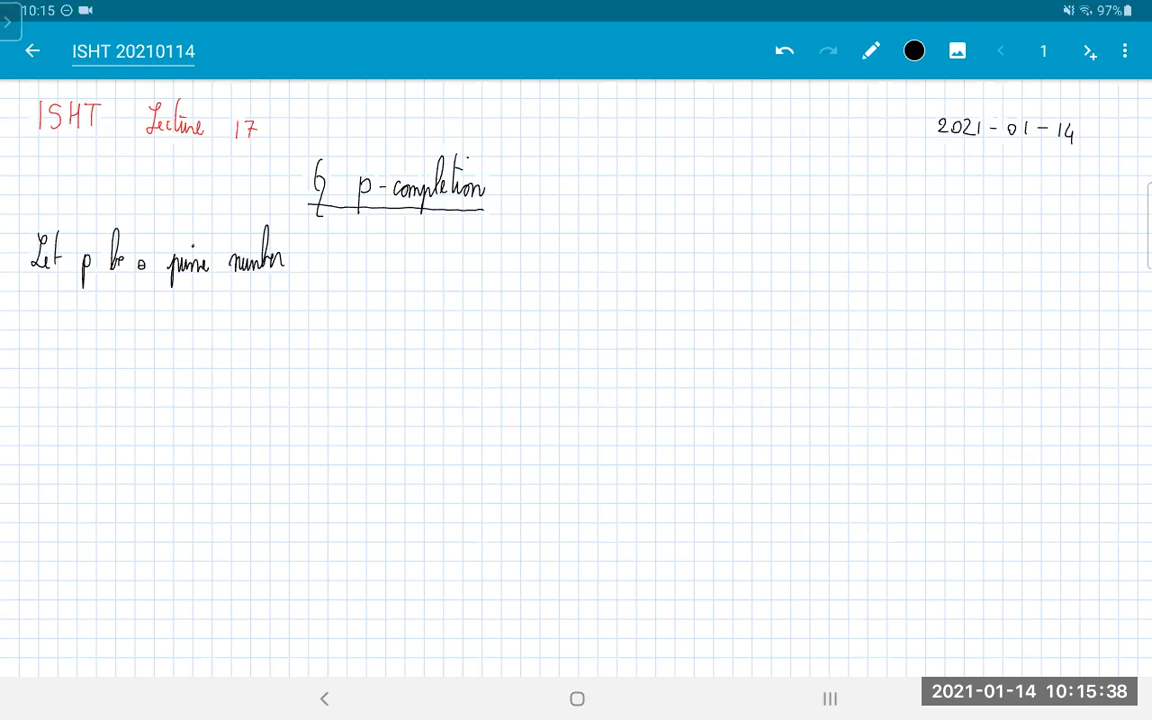 10:15
97%
ISHT 20210114
1
ISHT Lecture 17
2021-01-14
§ p-completion
Let p be a prime number
2021-01-14 10:15:38